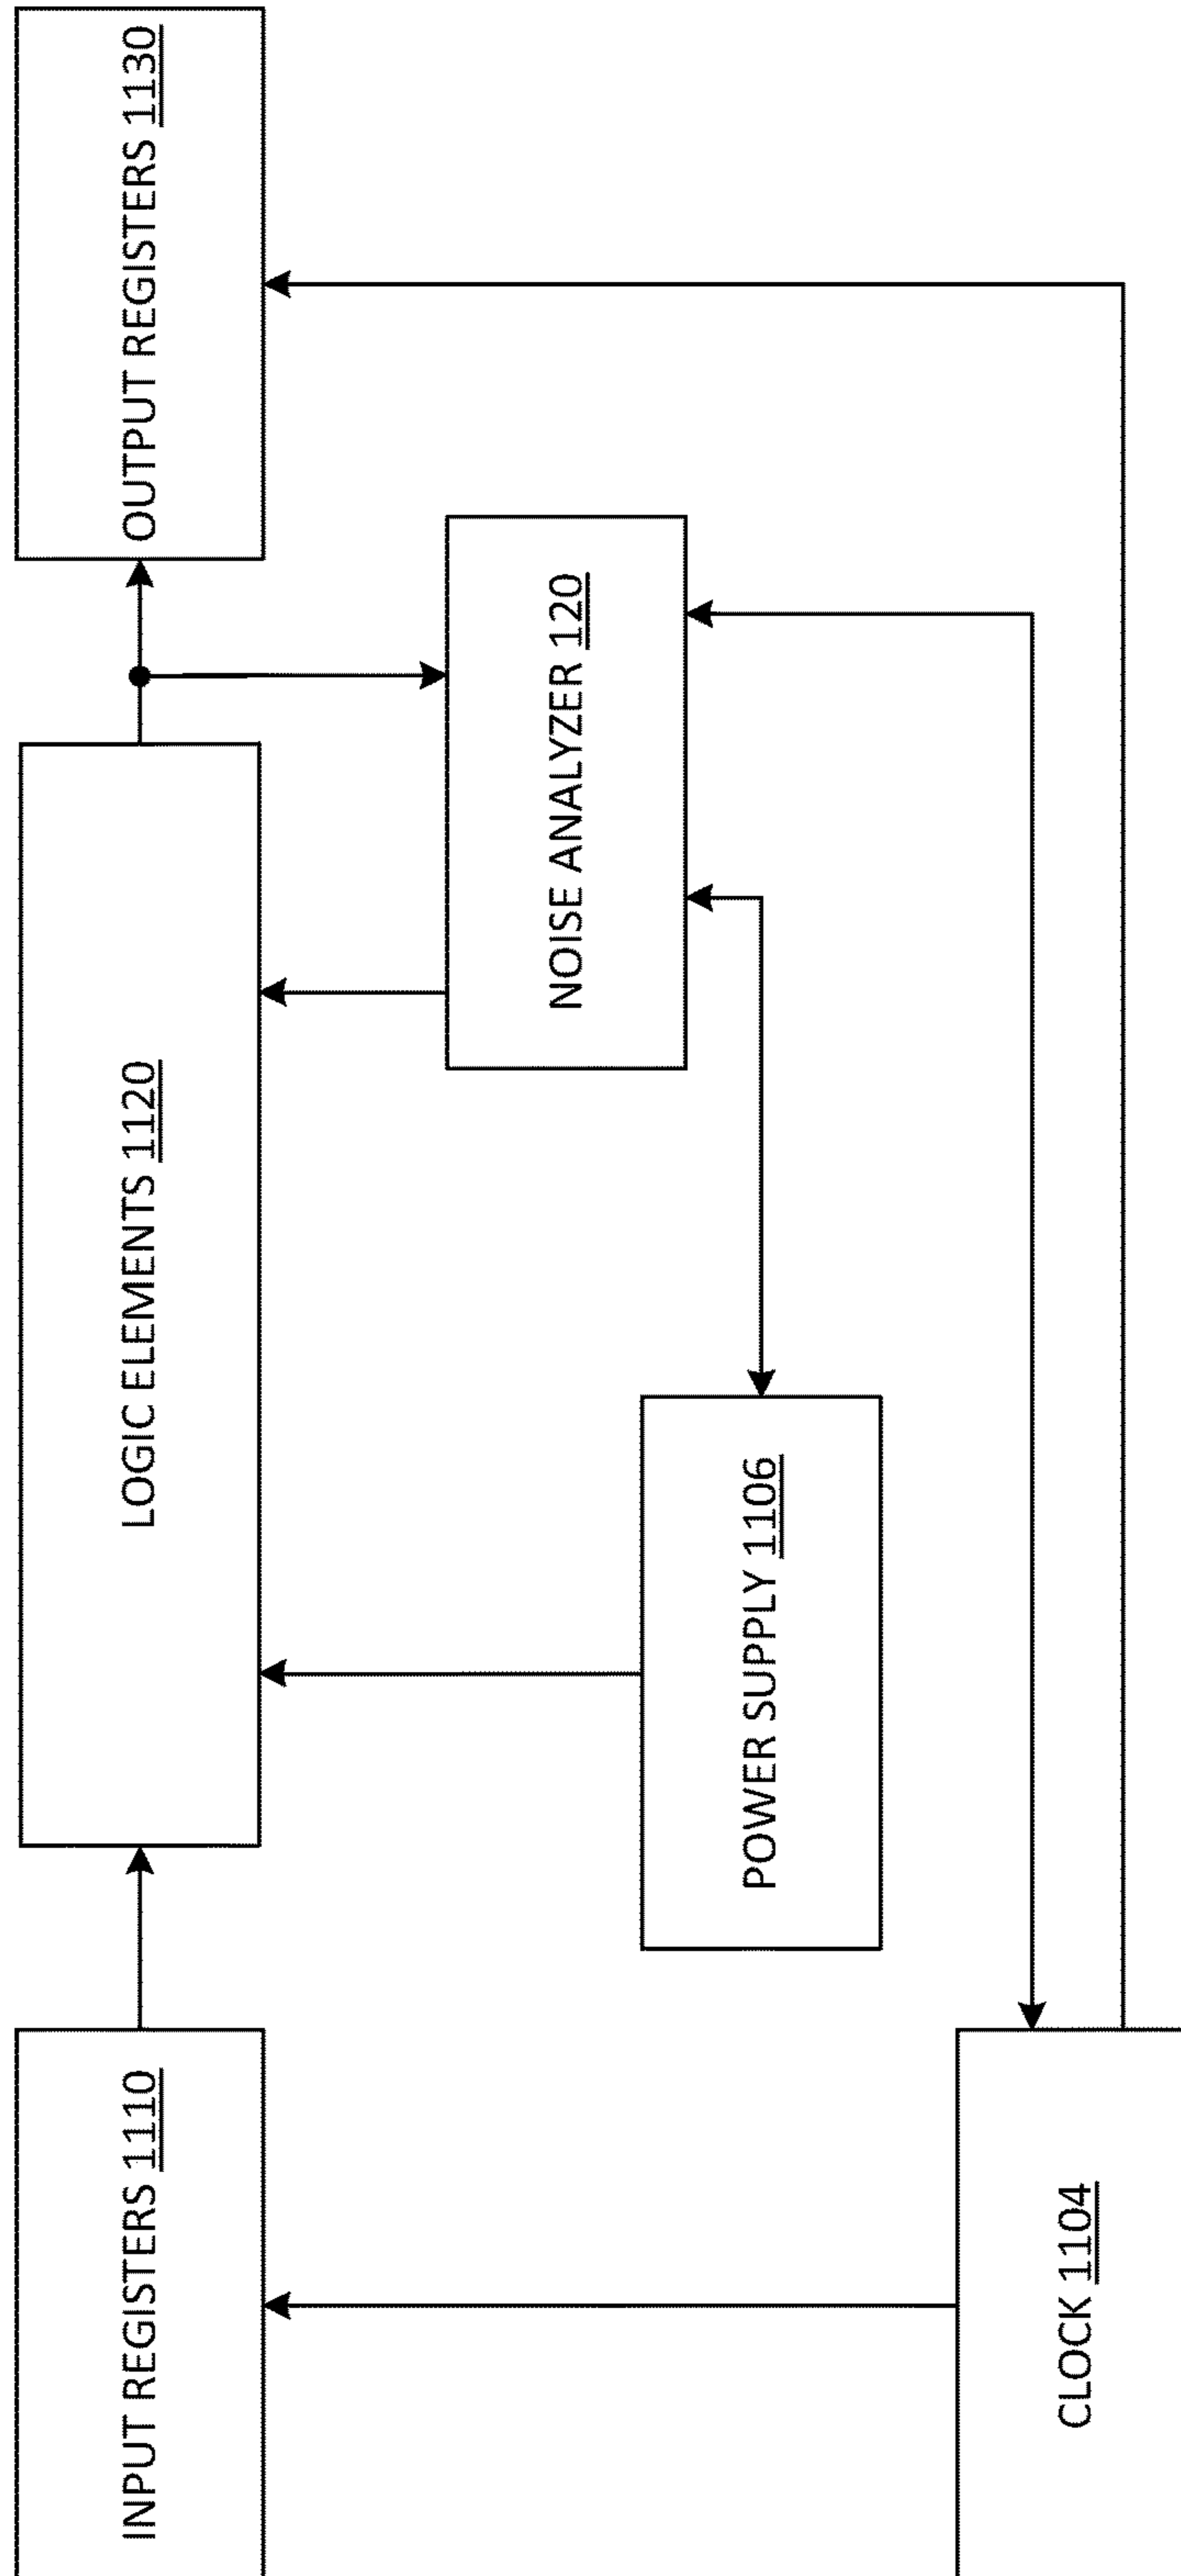 INPUT REGISTERS 1110
LOGIC ELEMENTS 1120
OUTPUT REGISTERS 1130
NOISE ANALYZER 120
POWER SUPPLY 1106
CLOCK 1104